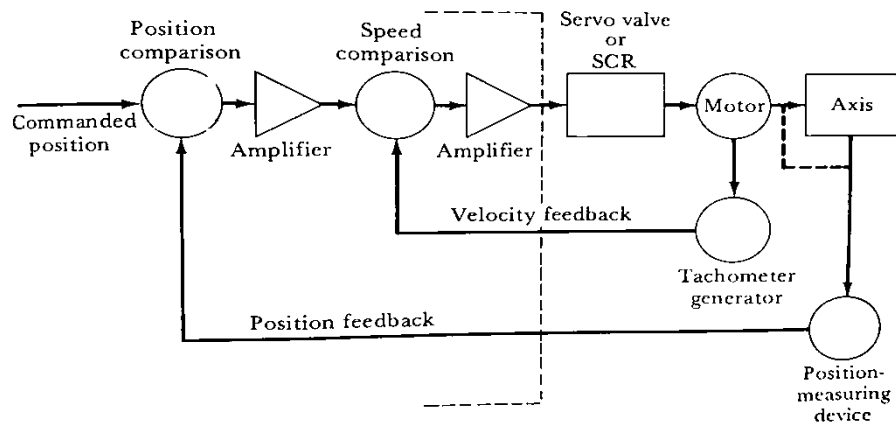 Position
comparison
Speed
comparison
Servo valve
or
SCR
Motor
Axis
Commanded
position
Amplifier
Amplifier
Velocity feedback
Tachometer
generator
Position feedback
Position-
measuring
device